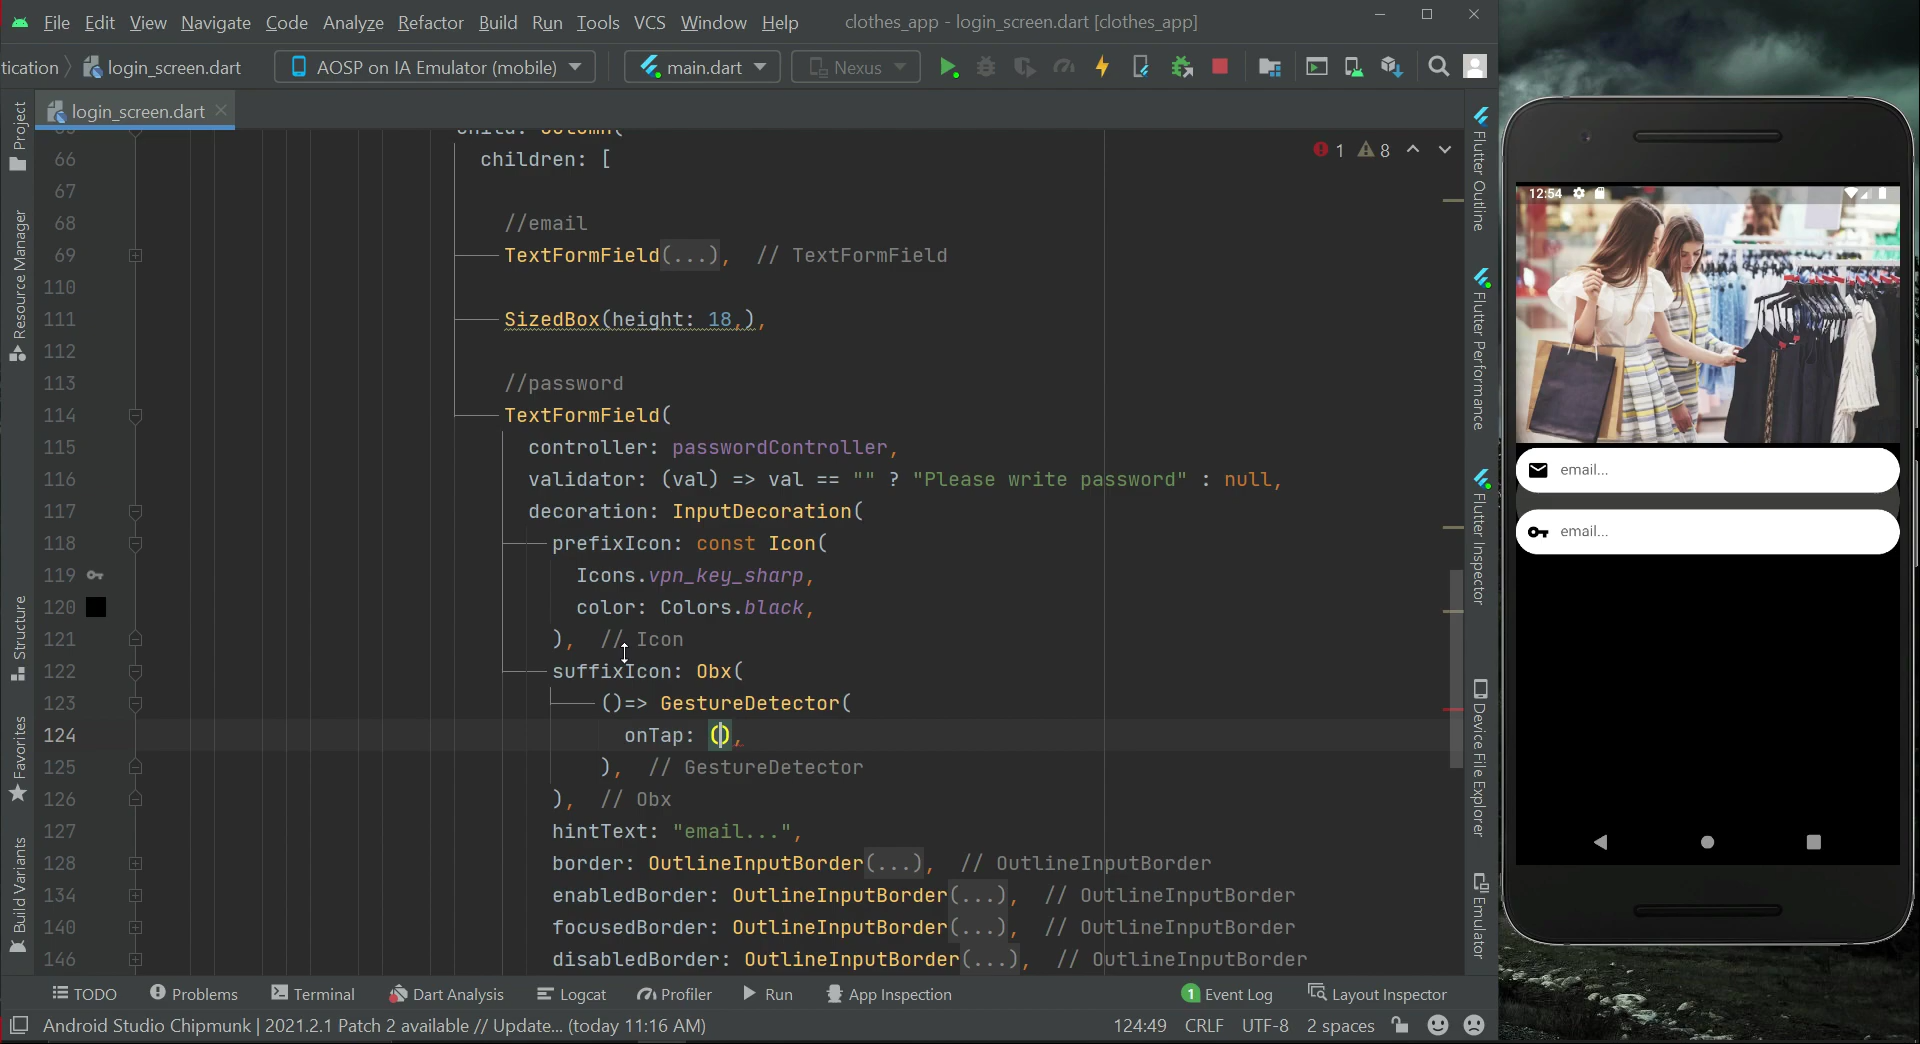 File Edit View Navigate Code Analyze Refactor Build Run Tools VCS Window Help clothes_app - login_screen.dart [clothes_app]
tication login_screen.dart AOSP on IA Emulator (mobile) main.dart Nexus
login_screen.dart
Project
Resource Manager
Structure
Favorites
Build Variants
66 children: [
1 8
67
68 //email
69 TextFormField(...), // TextFormField
110
111 SizedBox(height: 18,),
112
113 //password
114 TextFormField(
115 controller: passwordController,
116 validator: (val) => val == "" ? "Please write password" : null,
117 decoration: InputDecoration(
118 prefixIcon: const Icon(
119 Icons.vpn_key_sharp,
120 color: Colors.black,
121 ), // Icon
122 suffixIcon: Obx(
123 ()=> GestureDetector(
124 onTap: (),
125 ), // GestureDetector
126 ), // Obx
127 hintText: "email...",
128 border: OutlineInputBorder(...), // OutlineInputBorder
134 enabledBorder: OutlineInputBorder(...), // OutlineInputBorder
140 focusedBorder: OutlineInputBorder(...), // OutlineInputBorder
146 disabledBorder: OutlineInputBorder(...), // OutlineInputBorder
Flutter Outline
Flutter Performance
Flutter Inspector
Device File Explorer
Emulator
12:54
email...
email...
TODO Problems Terminal Dart Analysis Logcat Profiler Run App Inspection 1 Event Log Layout Inspector
Android Studio Chipmunk | 2021.2.1 Patch 2 available // Update... (today 11:16 AM) 124:49 CRLF UTF-8 2 spaces